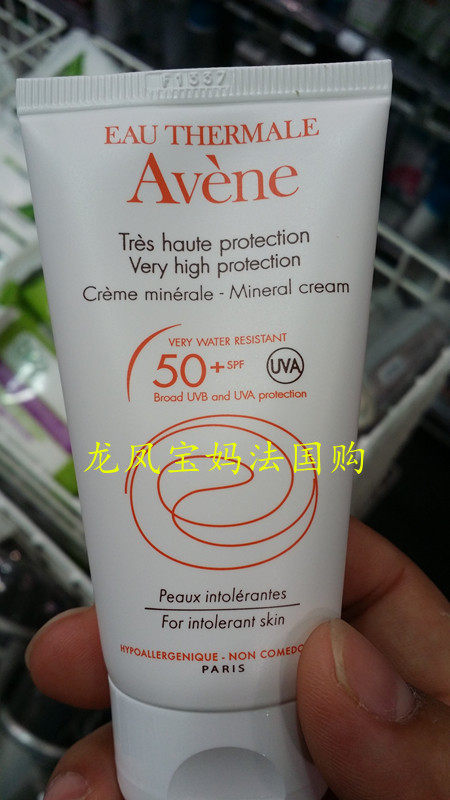 F1337
EAU THERMALE
Avène
Très haute protection
Very high protection
Crème minérale - Mineral cream
VERY WATER RESISTANT
50+ SPF UVA
Broad UVB and UVA protection
龙凤宝妈法国购
Peaux intolérantes
For intolerant skin
HYPOALLERGENIQUE - NON COMEDO
PARIS